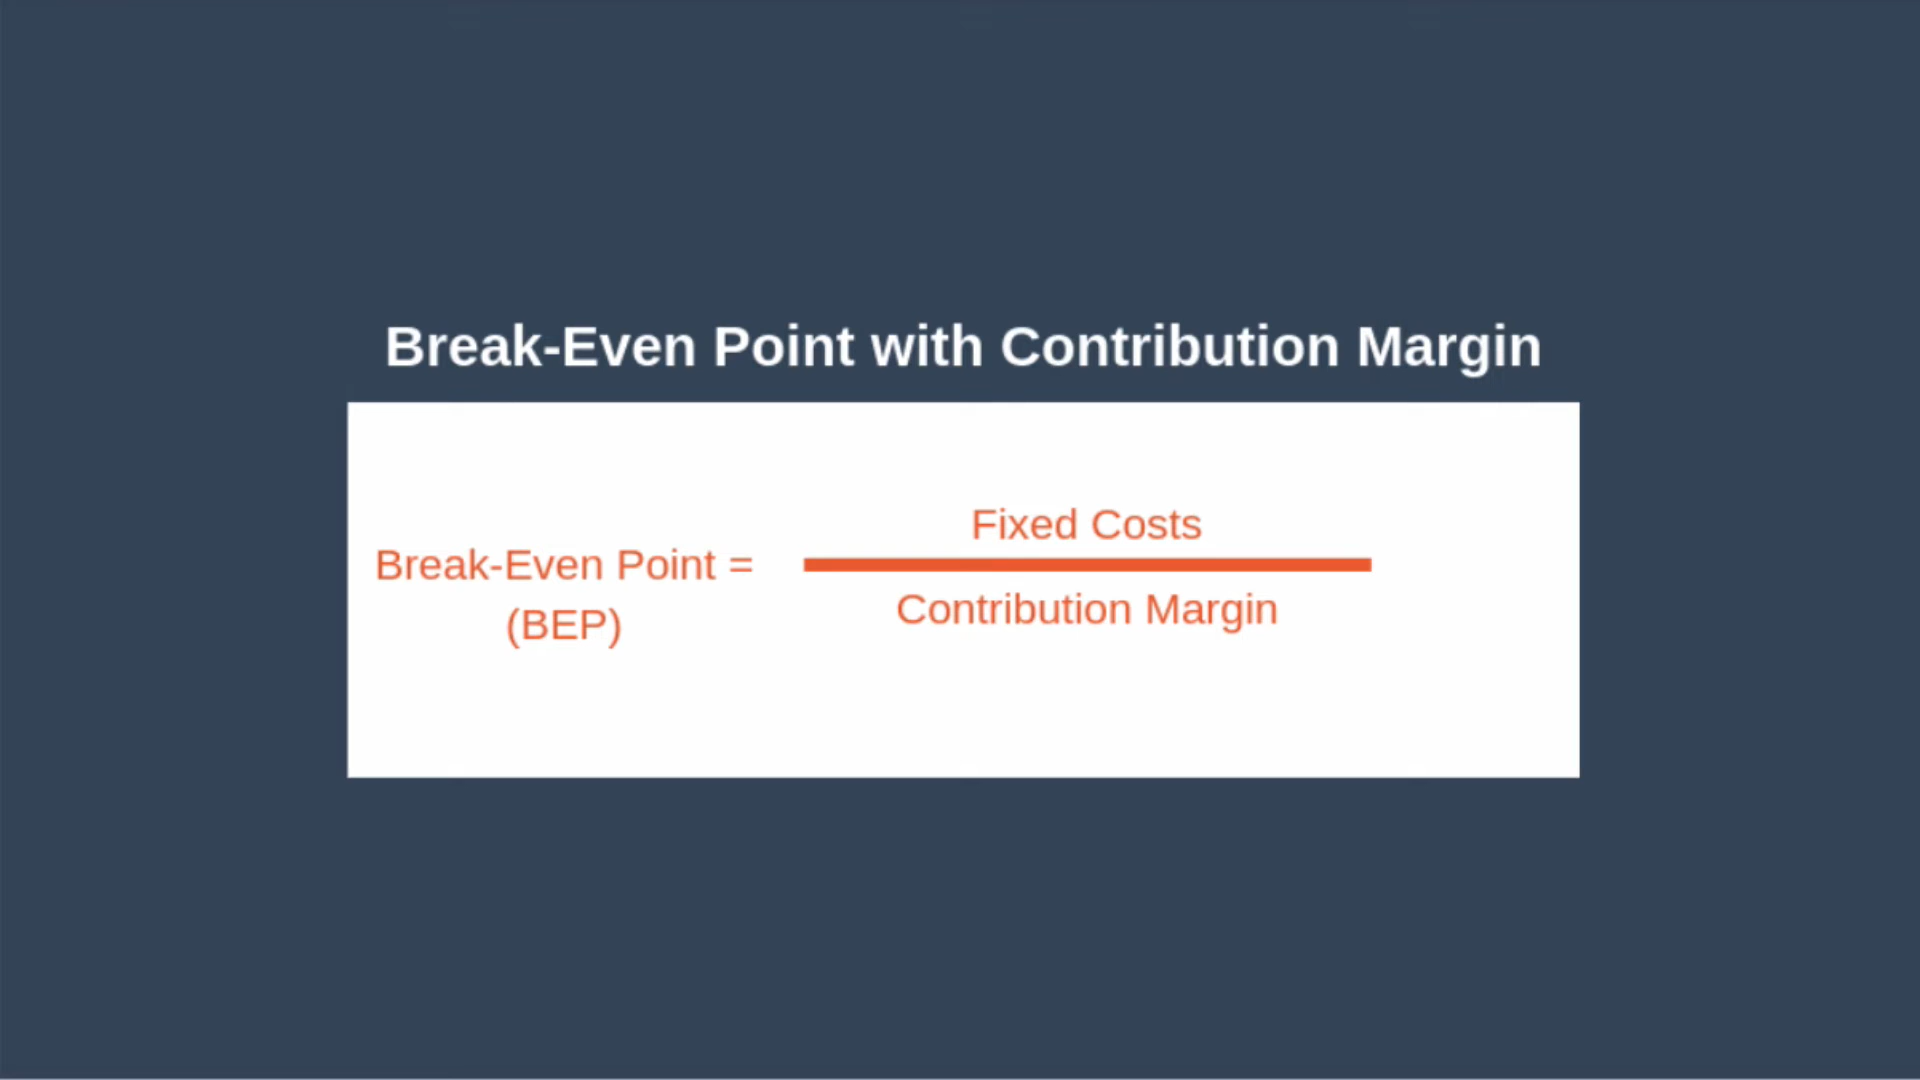 Break-Even Point with Contribution Margin
Break-Even Point =
(BEP)
Fixed Costs
Contribution Margin